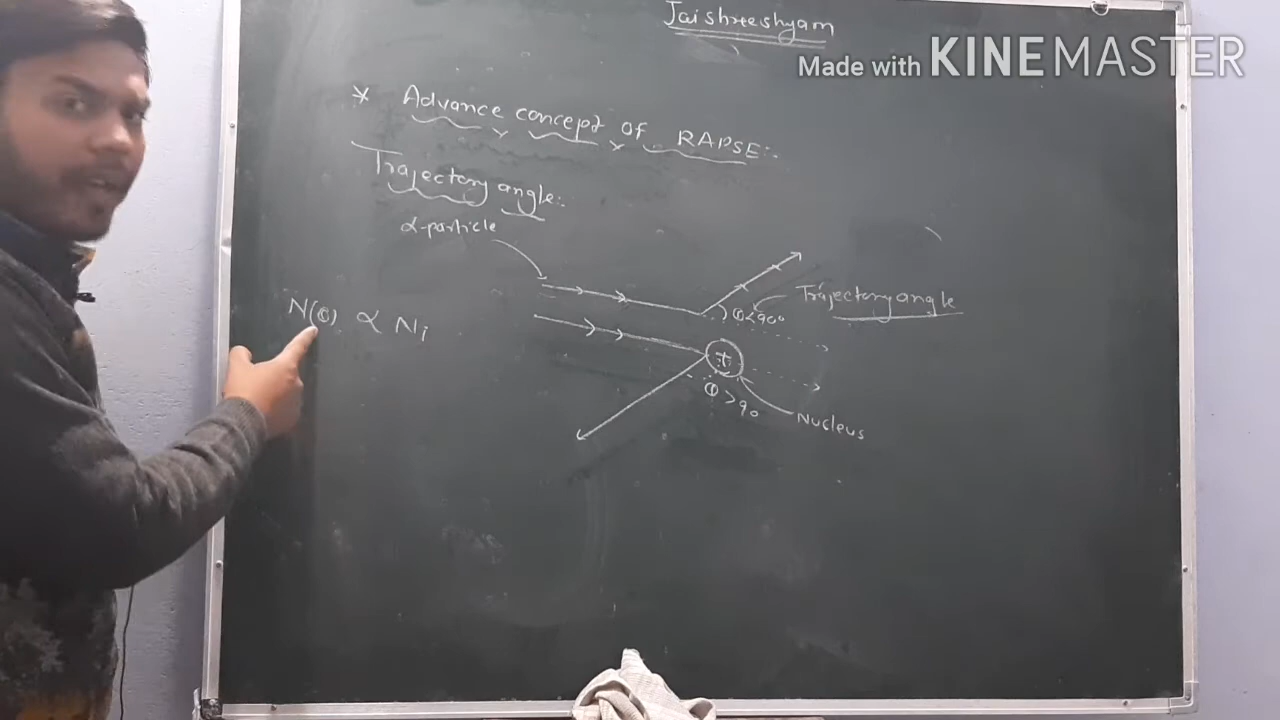 Jaishreeshyam
Made with KINEMASTER
* Advance concept of RAPSE:-
Trajectory angle:-
α-particle
Trajectory angle
θ<90°
N(θ) α Ni
+
θ > 90
Nucleus